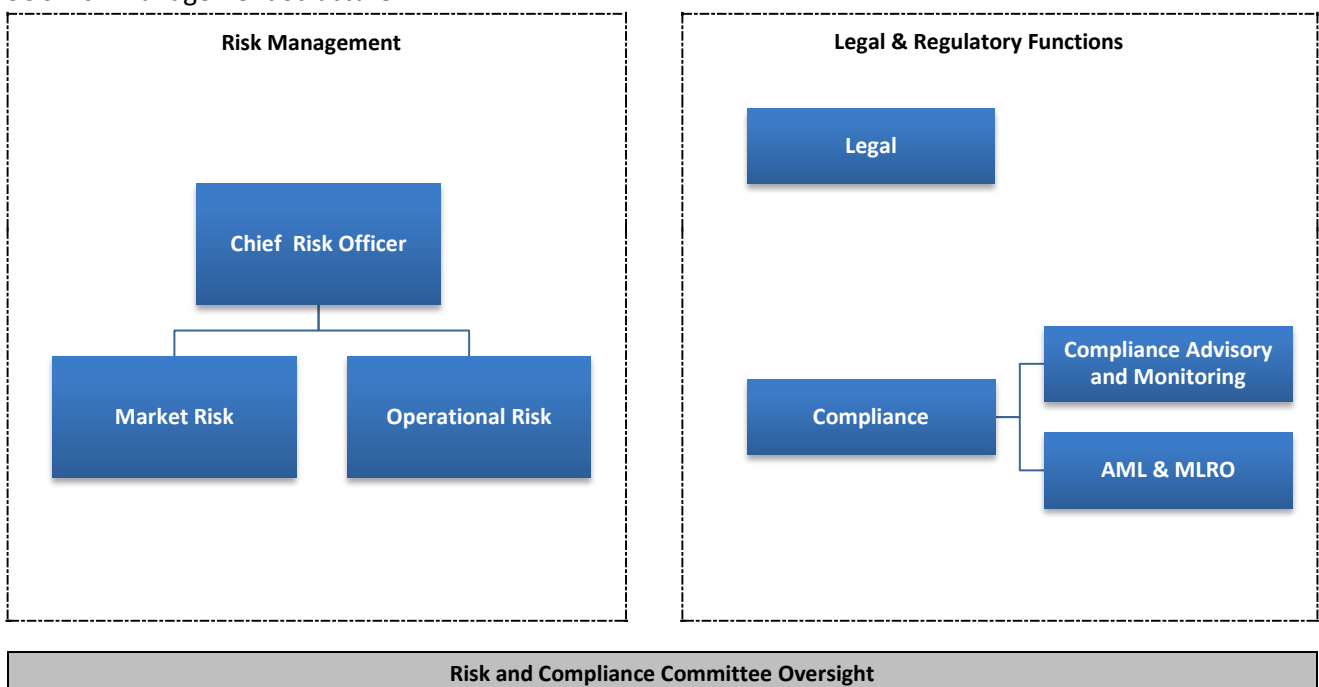 Risk Management
Chief Risk Officer
Market Risk
Operational Risk
Legal & Regulatory Functions
Legal
Compliance
Compliance Advisory
and Monitoring
AML & MLRO
Risk and Compliance Committee Oversight